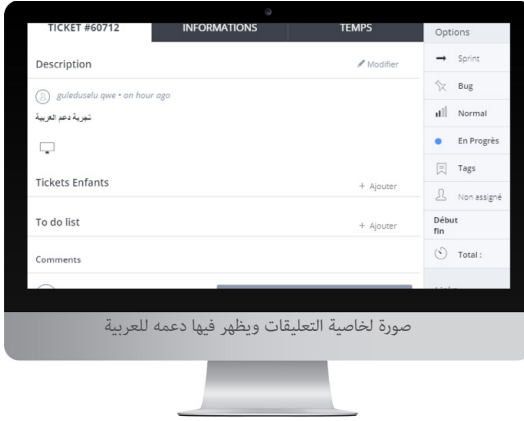 TICKET #60712
INFORMATIONS
TEMPS
Description
Modifier
guleduselu qwe • an hour ago
تجربة دعم العربية
Tickets Enfants
+ Ajouter
To do list
+ Ajouter
Comments
Options
Sprint
Bug
Normal
En Progrès
Tags
Non assigné
Début
fin
Total :
صورة لخاصية التعليقات ويظهر فيها دعمه للعربية